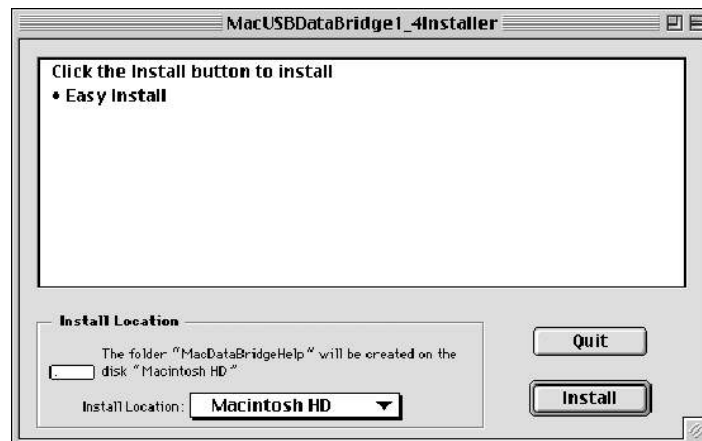 MacUSBDataBridge1_4Installer
Click the Install button to install
• Easy Install
Install Location
The folder "MacDataBridgeHelp" will be created on the
disk "Macintosh HD"
Install Location: Macintosh HD
Quit
Install